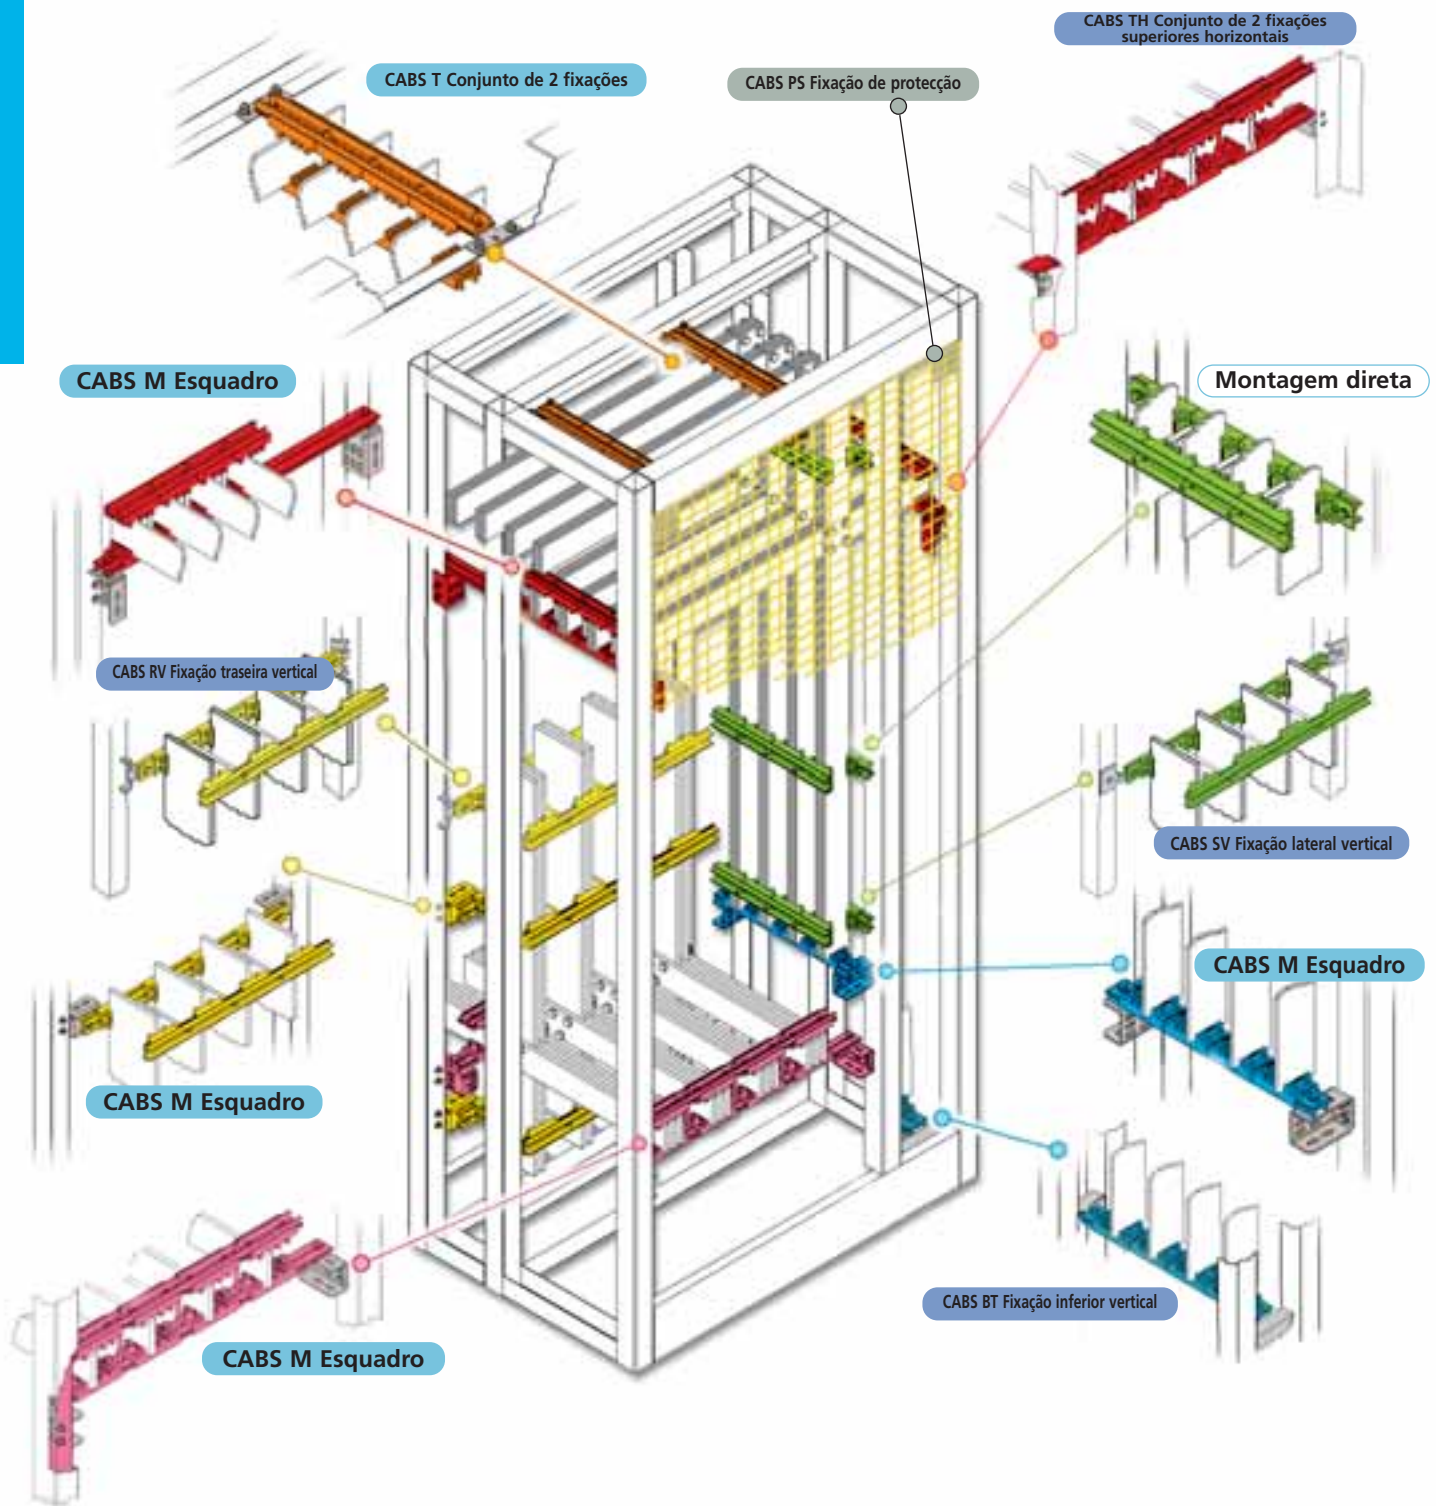 CABS TH Conjunto de 2 fixações
superiores horizontais
CABS T Conjunto de 2 fixações
CABS PS Fixação de protecção
CABS M Esquadro
Montagem direta
CABS RV Fixação traseira vertical
CABS SV Fixação lateral vertical
CABS M Esquadro
CABS M Esquadro
CABS BT Fixação inferior vertical
CABS M Esquadro